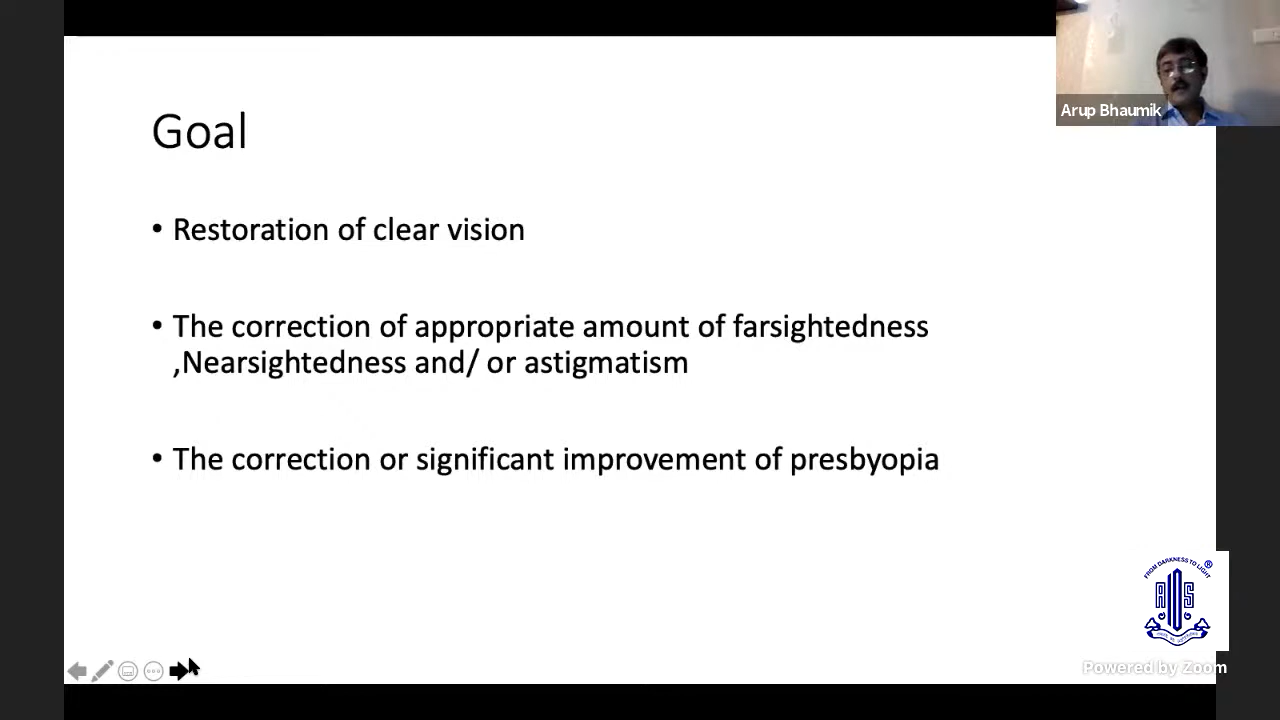 Arup Bhaumik
Goal
• Restoration of clear vision
• The correction of appropriate amount of farsightedness
,Nearsightedness and/ or astigmatism
• The correction or significant improvement of presbyopia
FROM DARKNESS TO LIGHT ®
AIOS
Powered by Zoom